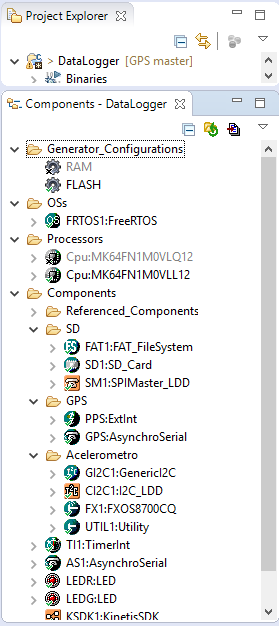 Project Explorer
> DataLogger [GPS master]
Binaries
Components - DataLogger
Generator_Configurations
RAM
FLASH
OSs
FRTOS1:FreeRTOS
Processors
Cpu:MK64FN1M0VLQ12
Cpu:MK64FN1M0VLL12
Components
Referenced_Components
SD
FAT1:FAT_FileSystem
SD1:SD_Card
SM1:SPIMaster_LDD
GPS
PPS:ExtInt
GPS:AsynchroSerial
Acelerometro
GI2C1:GenericI2C
CI2C1:I2C_LDD
FX1:FXOS8700CQ
UTIL1:Utility
TI1:TimerInt
AS1:AsynchroSerial
LEDR:LED
LEDG:LED
KSDK1:KinetisSDK